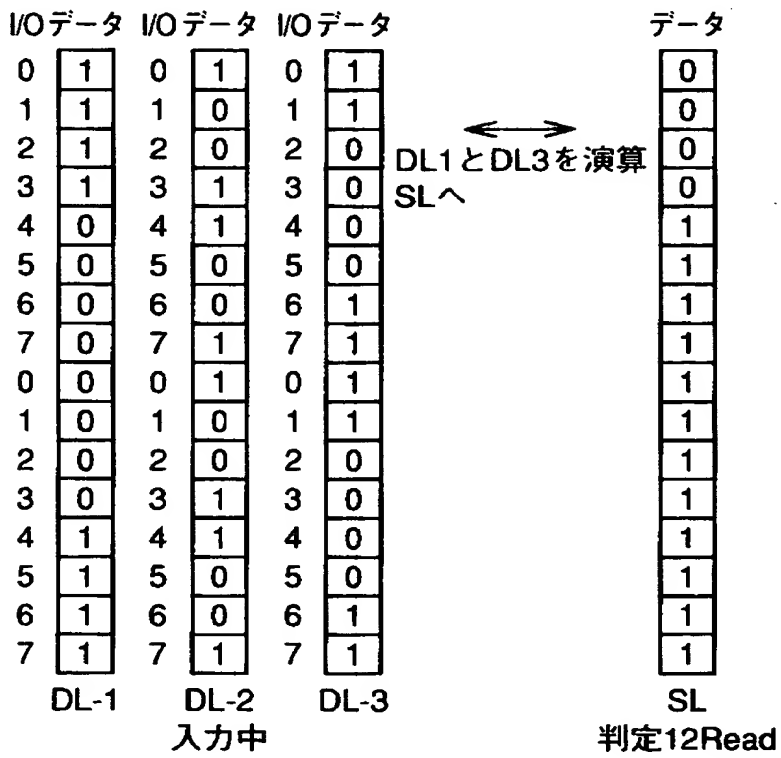 I/Oデータ I/Oデータ I/Oデータ データ
0 1 0 1 0 1 0
1 1 1 0 1 1 0
2 1 2 0 2 0 0
3 1 3 1 3 0 0
DL1とDL3を演算
SLへ
4 0 4 1 4 0 1
5 0 5 0 5 0 1
6 0 6 0 6 1 1
7 0 7 1 7 1 1
0 0 0 1 0 1 1
1 0 1 0 1 1 1
2 0 2 0 2 0 1
3 0 3 1 3 0 1
4 1 4 1 4 0 1
5 1 5 0 5 0 1
6 1 6 0 6 1 1
7 1 7 1 7 1 1
DL-1 DL-2 DL-3 SL
入力中 判定12Read